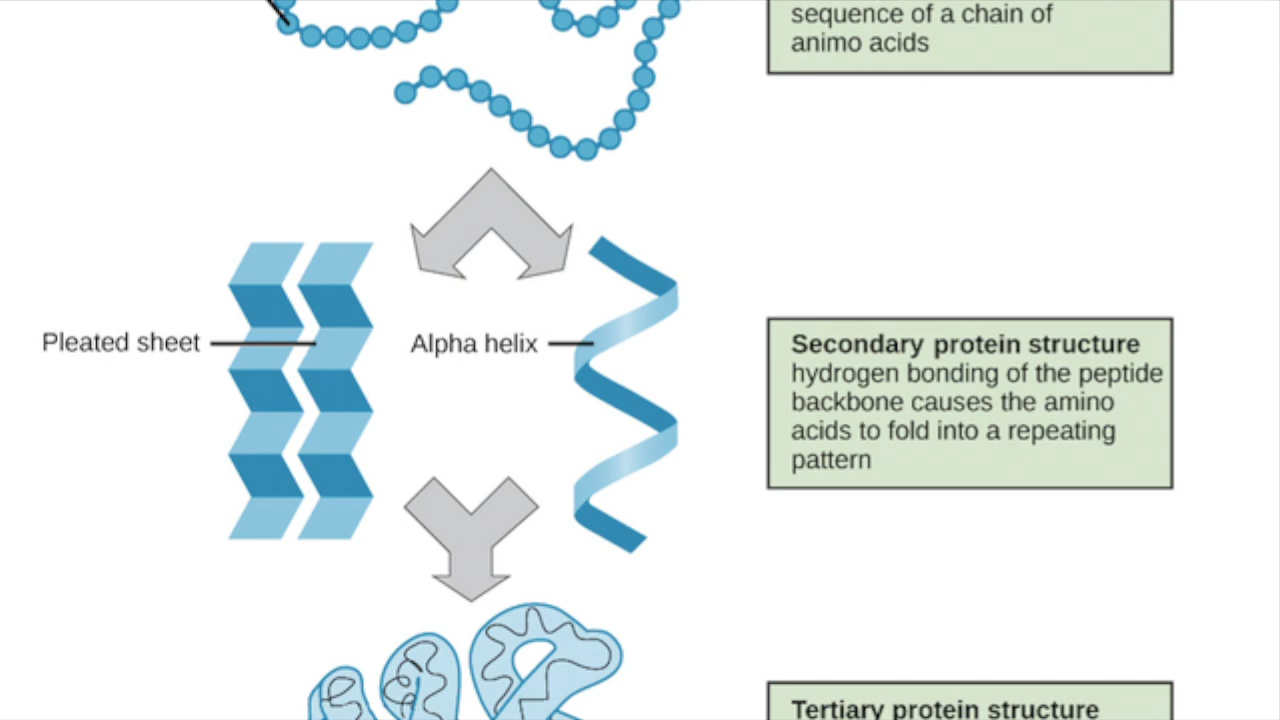 sequence of a chain of
animo acids
Pleated sheet
Alpha helix
Secondary protein structure
hydrogen bonding of the peptide
backbone causes the amino
acids to fold into a repeating
pattern
Tertiary protein structure